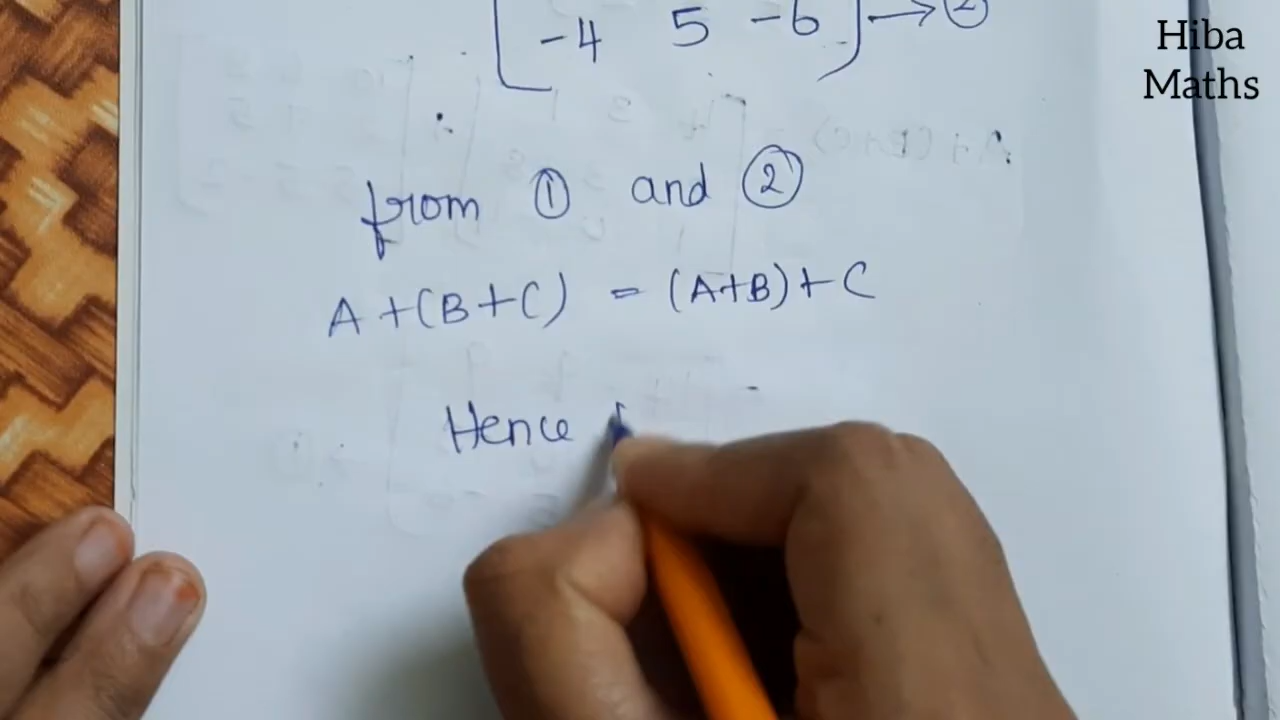 -4 5 -6 → ②
Hiba
Maths
from ① and ②
A+(B+C) = (A+B)+C
Hence